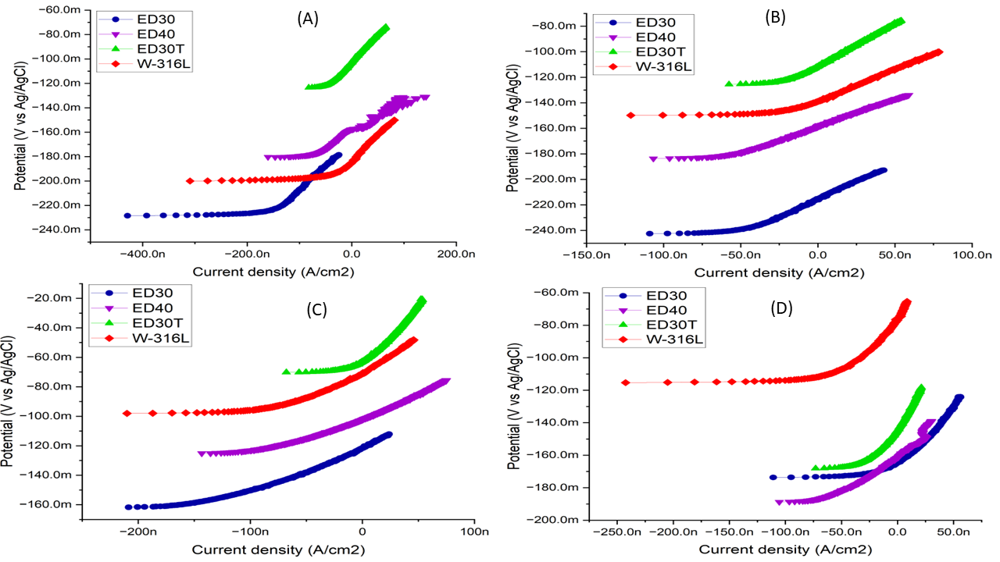 (A)
ED30
ED40
ED30T
W-316L
−60.0m
−80.0m
−100.0m
−120.0m
−140.0m
−160.0m
−180.0m
−200.0m
−220.0m
−240.0m
Potential (V vs Ag/AgCl)
−400.0n −200.0n 0.0 200.0n
Current density (A/cm2)
(B)
ED30
ED40
ED30T
W-316L
−80.0m
−100.0m
−120.0m
−140.0m
−160.0m
−180.0m
−200.0m
−220.0m
−240.0m
Potential (V vs Ag/AgCl)
−150.0n −100.0n −50.0n 0.0 50.0n 100.0n
Current density (A/cm2)
(C)
ED30
ED40
ED30T
W-316L
−20.0m
−40.0m
−60.0m
−80.0m
−100.0m
−120.0m
−140.0m
−160.0m
Potential (V vs Ag/AgCl)
−200n −100n 0.0 100n
Current density (A/cm2)
(D)
ED30
ED40
ED30T
W-316L
−60.0m
−80.0m
−100.0m
−120.0m
−140.0m
−160.0m
−180.0m
−200.0m
Potential (V vs Ag/AgCl)
−250.0n −200.0n −150.0n −100.0n −50.0n 0.0 50.0n
Current density (A/cm2)